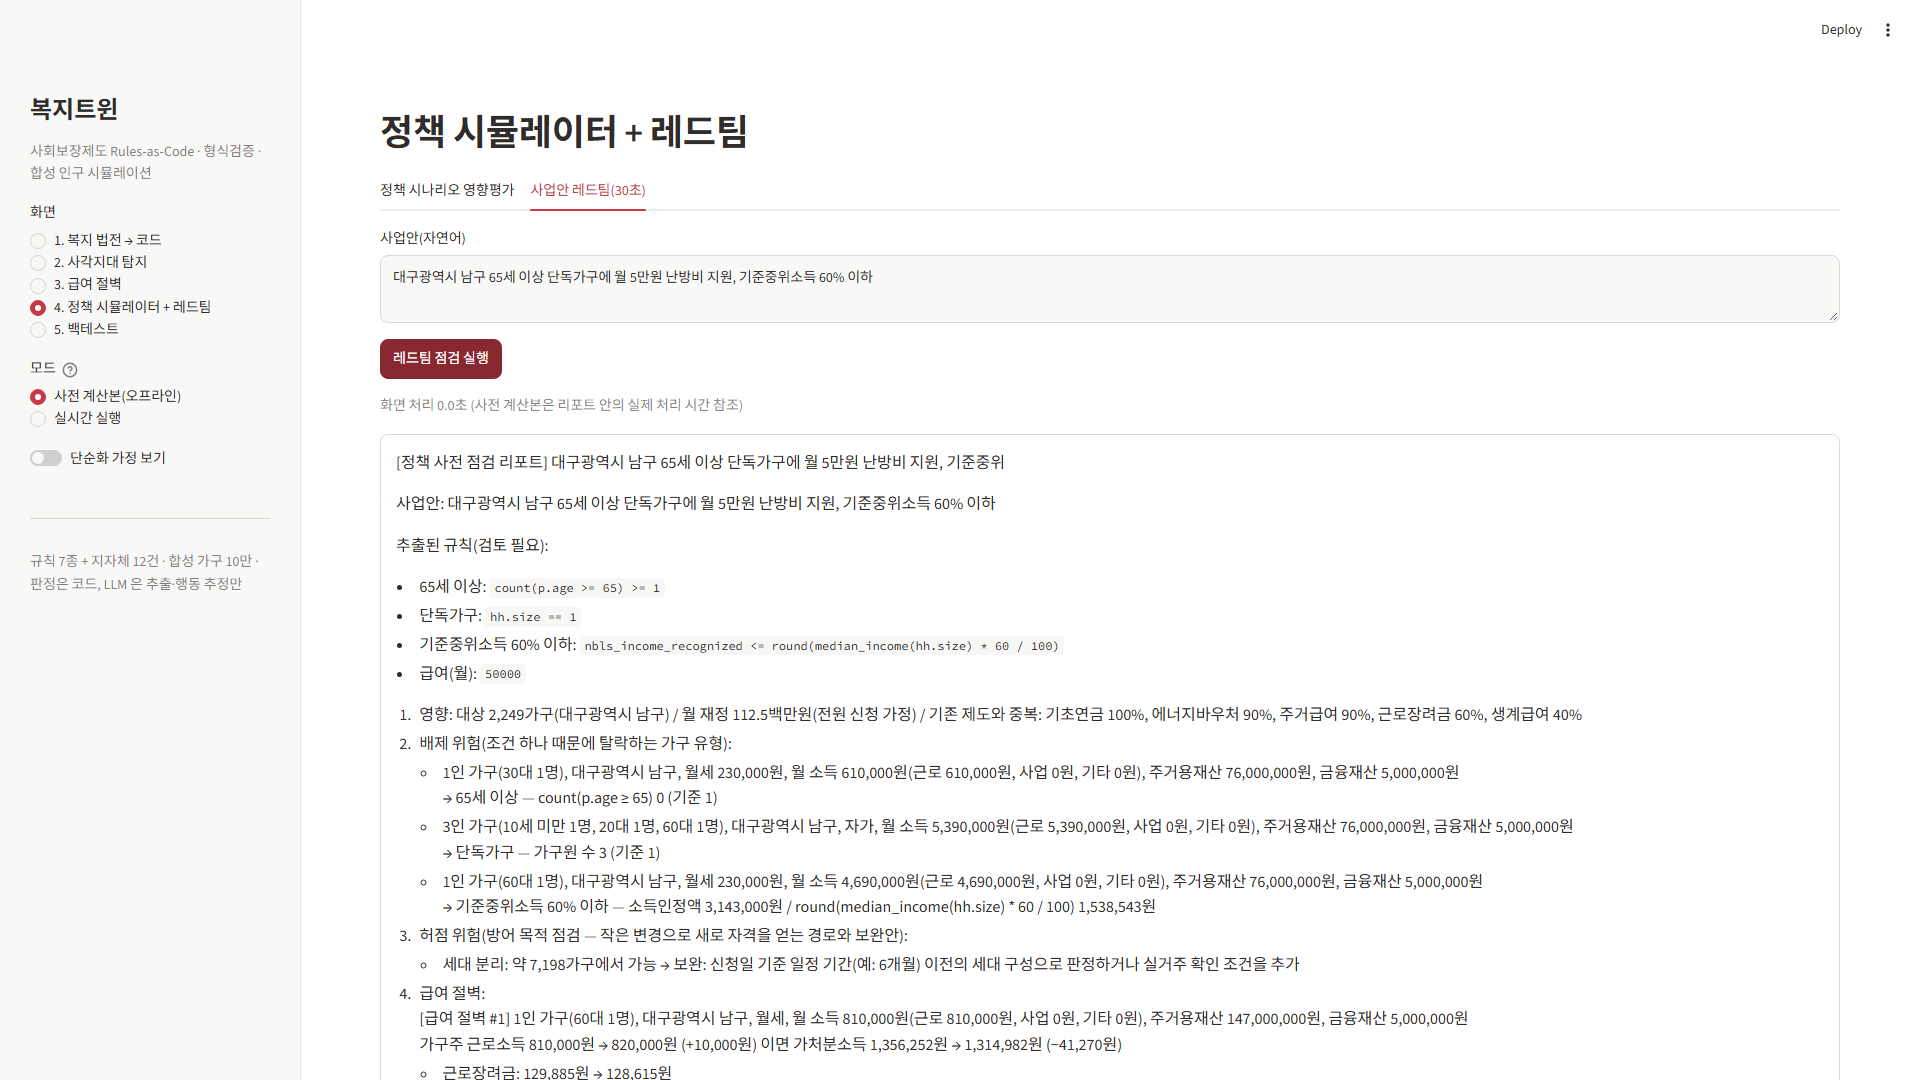 Deploy
복지트윈
사회보장제도 Rules-as-Code · 형식검증 ·
합성 인구 시뮬레이션
화면
1. 복지 법전 → 코드
2. 사각지대 탐지
3. 급여 절벽
4. 정책 시뮬레이터 + 레드팀
5. 백테스트
모드
사전 계산본(오프라인)
실시간 실행
단순화 가정 보기
규칙 7종 + 지자체 12건 · 합성 가구 10만 ·
판정은 코드, LLM 은 추출·행동 추정만
정책 시뮬레이터 + 레드팀
정책 시나리오 영향평가 사업안 레드팀(30초)
사업안(자연어)
대구광역시 남구 65세 이상 단독가구에 월 5만원 난방비 지원, 기준중위소득 60% 이하
레드팀 점검 실행
화면 처리 0.0초 (사전 계산본은 리포트 안의 실제 처리 시간 참조)
[정책 사전 점검 리포트] 대구광역시 남구 65세 이상 단독가구에 월 5만원 난방비 지원, 기준중위
사업안: 대구광역시 남구 65세 이상 단독가구에 월 5만원 난방비 지원, 기준중위소득 60% 이하
추출된 규칙(검토 필요):
• 65세 이상: count(p.age >= 65) >= 1
• 단독가구: hh.size == 1
• 기준중위소득 60% 이하: nbls_income_recognized <= round(median_income(hh.size) * 60 / 100)
• 급여(월): 50000
1. 영향: 대상 2,249가구(대구광역시 남구) / 월 재정 112.5백만원(전원 신청 가정) / 기존 제도와 중복: 기초연금 100%, 에너지바우처 90%, 주거급여 90%, 근로장려금 60%, 생계급여 40%
2. 배제 위험(조건 하나 때문에 탈락하는 가구 유형):
1인 가구(30대 1명), 대구광역시 남구, 월세 230,000원, 월 소득 610,000원(근로 610,000원, 사업 0원, 기타 0원), 주거용재산 76,000,000원, 금융재산 5,000,000원
→ 65세 이상 — count(p.age ≥ 65) 0 (기준 1)
3인 가구(10세 미만 1명, 20대 1명, 60대 1명), 대구광역시 남구, 자가, 월 소득 5,390,000원(근로 5,390,000원, 사업 0원, 기타 0원), 주거용재산 76,000,000원, 금융재산 5,000,000원
→ 단독가구 — 가구원 수 3 (기준 1)
1인 가구(60대 1명), 대구광역시 남구, 월세 230,000원, 월 소득 4,690,000원(근로 4,690,000원, 사업 0원, 기타 0원), 주거용재산 76,000,000원, 금융재산 5,000,000원
→ 기준중위소득 60% 이하 — 소득인정액 3,143,000원 / round(median_income(hh.size) * 60 / 100) 1,538,543원
3. 허점 위험(방어 목적 점검 — 작은 변경으로 새로 자격을 얻는 경로와 보완안):
세대 분리: 약 7,198가구에서 가능 → 보완: 신청일 기준 일정 기간(예: 6개월) 이전의 세대 구성으로 판정하거나 실거주 확인 조건을 추가
4. 급여 절벽:
[급여 절벽 #1] 1인 가구(60대 1명), 대구광역시 남구, 월세, 월 소득 810,000원(근로 810,000원, 사업 0원, 기타 0원), 주거용재산 147,000,000원, 금융재산 5,000,000원
가구주 근로소득 810,000원 → 820,000원 (+10,000원) 이면 가처분소득 1,356,252원 → 1,314,982원 (−41,270원)
근로장려금: 129,885원 → 128,615원